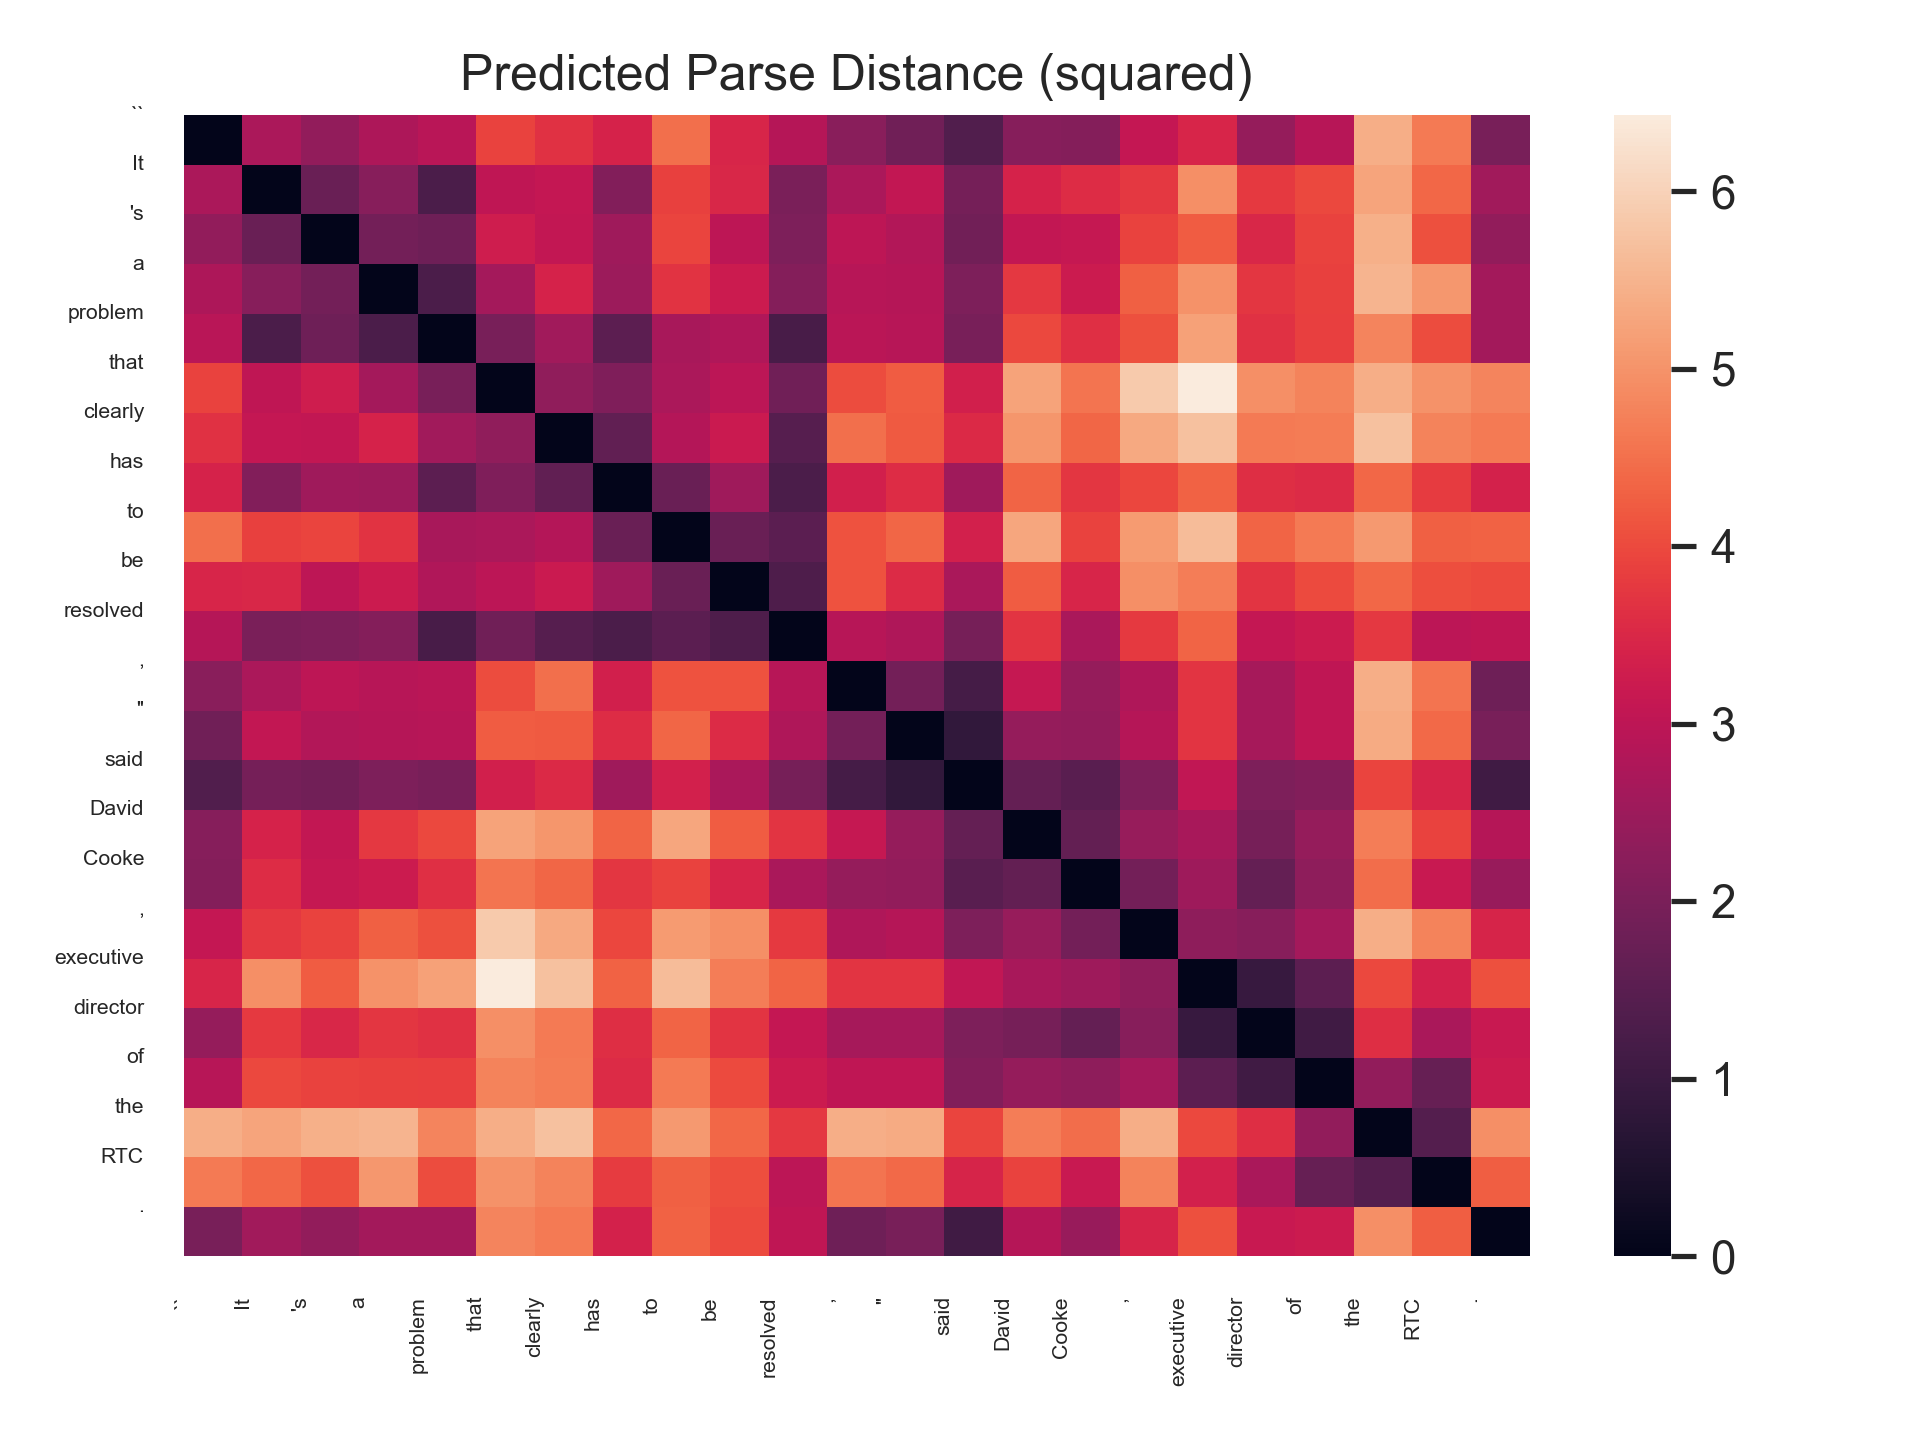 Predicted Parse Distance (squared)
``
It
's
a
problem
that
clearly
has
to
be
resolved
,
''
said
David
Cooke
,
executive
director
of
the
RTC
.
6
5
4
3
2
1
0
``
It
's
a
problem
that
clearly
has
to
be
resolved
,
''
said
David
Cooke
,
executive
director
of
the
RTC
.